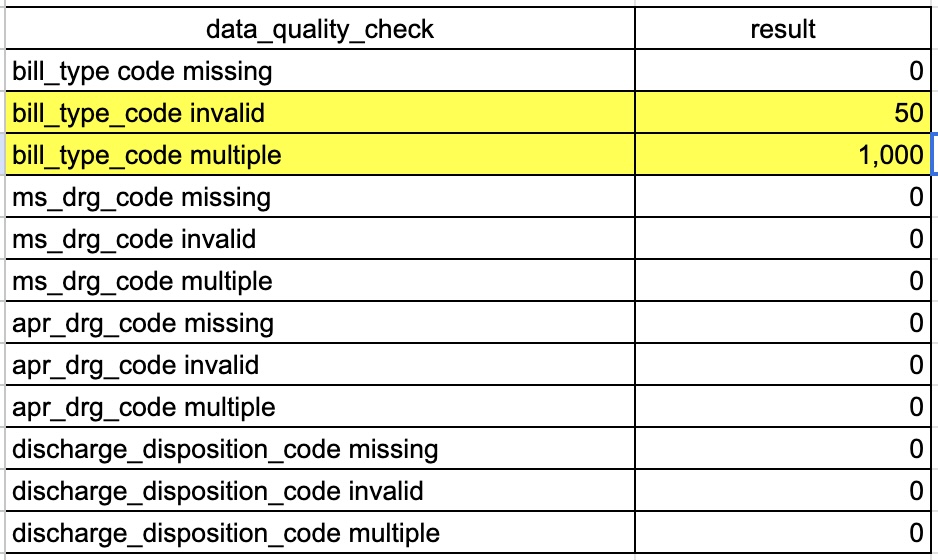 data_quality_check result
bill_type code missing 0
bill_type_code invalid 50
bill_type_code multiple 1,000
ms_drg_code missing 0
ms_drg_code invalid 0
ms_drg_code multiple 0
apr_drg_code missing 0
apr_drg_code invalid 0
apr_drg_code multiple 0
discharge_disposition_code missing 0
discharge_disposition_code invalid 0
discharge_disposition_code multiple 0